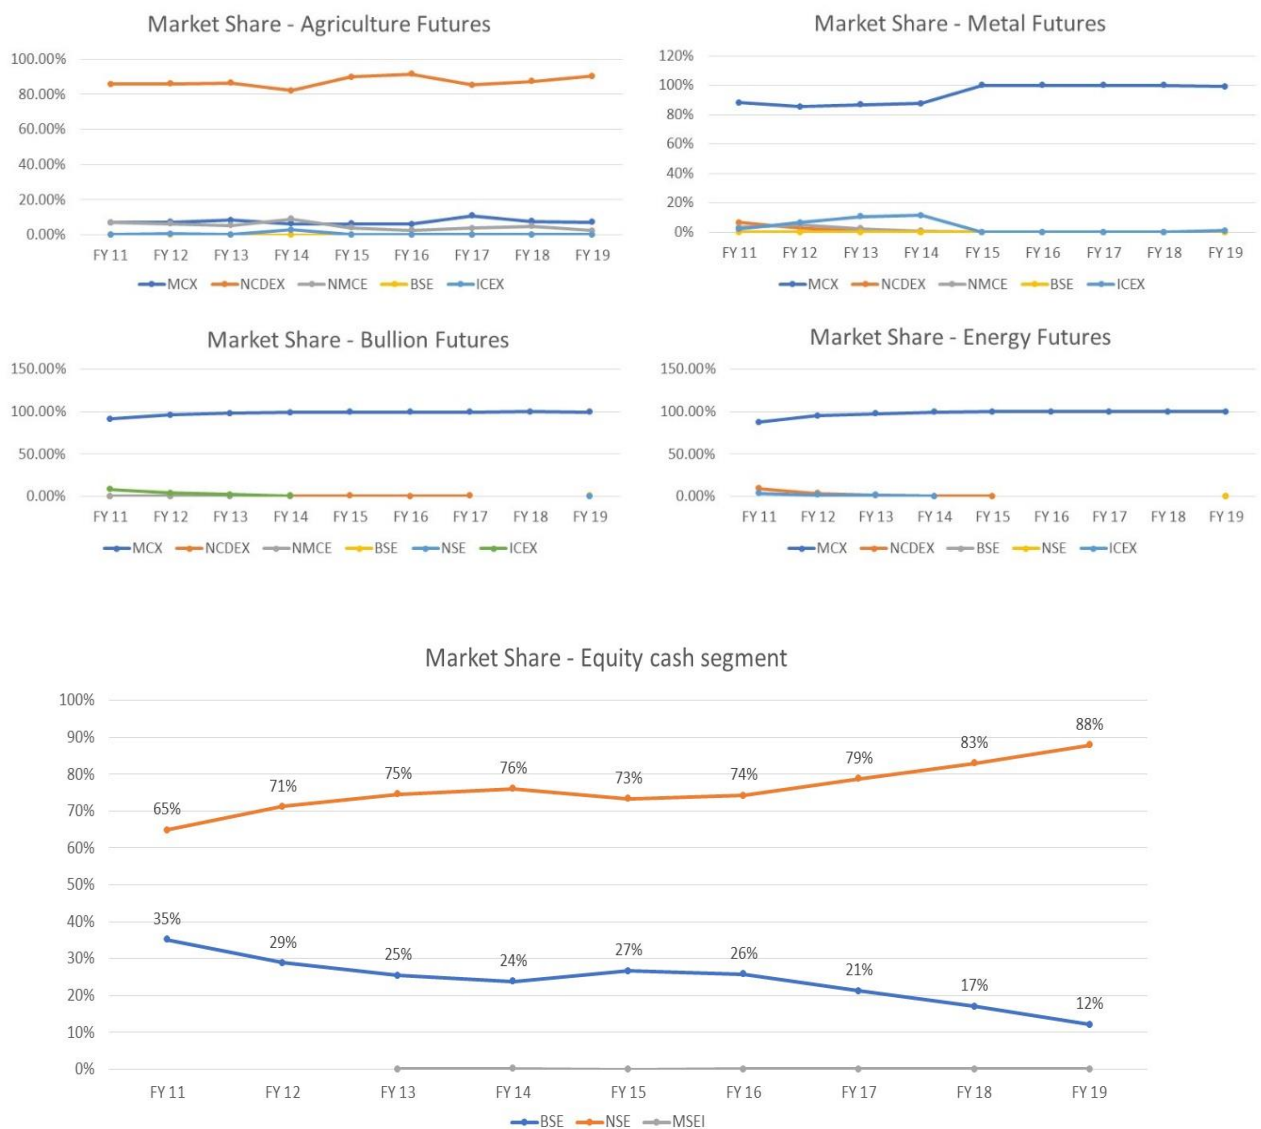 Market Share - Agriculture Futures
100.00%
80.00%
60.00%
40.00%
20.00%
0.00%
FY 11 FY 12 FY 13 FY 14 FY 15 FY 16 FY 17 FY 18 FY 19
MCX NCDEX NMCE BSE ICEX
Market Share - Metal Futures
120%
100%
80%
60%
40%
20%
0%
FY 11 FY 12 FY 13 FY 14 FY 15 FY 16 FY 17 FY 18 FY 19
MCX NCDEX NMCE BSE ICEX
Market Share - Bullion Futures
150.00%
100.00%
50.00%
0.00%
FY 11 FY 12 FY 13 FY 14 FY 15 FY 16 FY 17 FY 18 FY 19
MCX NCDEX NMCE BSE NSE ICEX
Market Share - Energy Futures
150.00%
100.00%
50.00%
0.00%
FY 11 FY 12 FY 13 FY 14 FY 15 FY 16 FY 17 FY 18 FY 19
MCX NCDEX BSE NSE ICEX
Market Share - Equity cash segment
100%
90%
80%
70%
60%
50%
40%
30%
20%
10%
0%
65% 71% 75% 76% 73% 74% 79% 83% 88%
35% 29% 25% 24% 27% 26% 21% 17% 12%
FY 11 FY 12 FY 13 FY 14 FY 15 FY 16 FY 17 FY 18 FY 19
BSE NSE MSEI